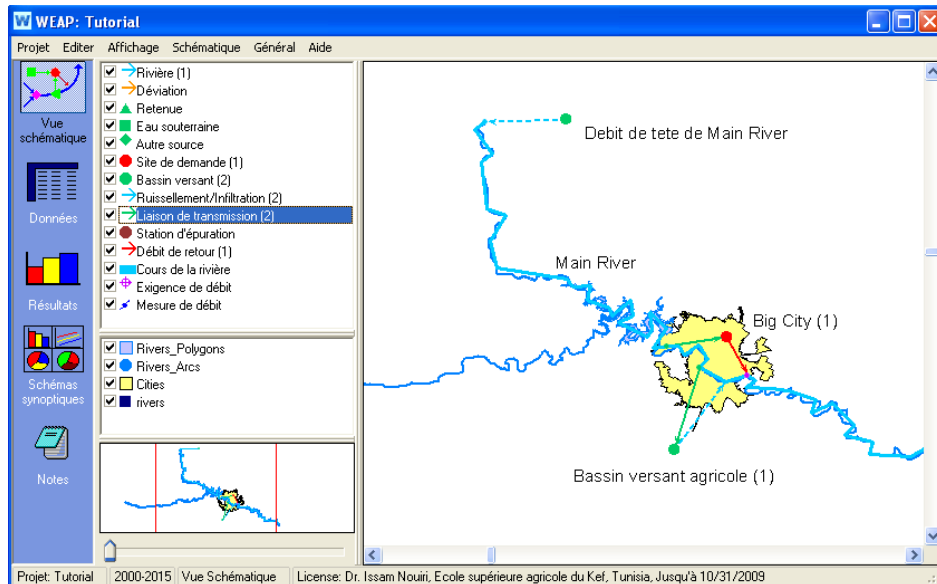 WEAP: Tutorial
Projet Editer Affichage Schématique Général Aide
Vue schématique
Données
Résultats
Schémas synoptiques
Notes
Rivière (1)
Déviation
Retenue
Eau souterraine
Autre source
Site de demande (1)
Bassin versant (2)
Ruissellement/Infiltration (2)
Liaison de transmission (2)
Station d'épuration
Débit de retour (1)
Cours de la rivière
Exigence de débit
Mesure de débit
Rivers_Polygons
Rivers_Arcs
Cities
rivers
Debit de tete de Main River
Main River
Big City (1)
Bassin versant agricole (1)
Projet: Tutorial 2000-2015 Vue Schématique License: Dr. Issam Nouiri, Ecole supérieure agricole du Kef, Tunisia, Jusqu'à 10/31/2009